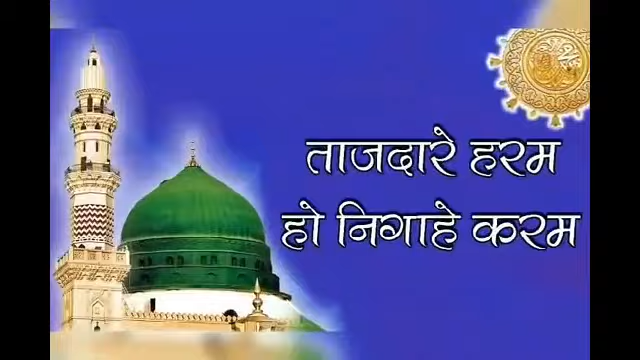 ताजदारे हरम
हो निगाहे करम